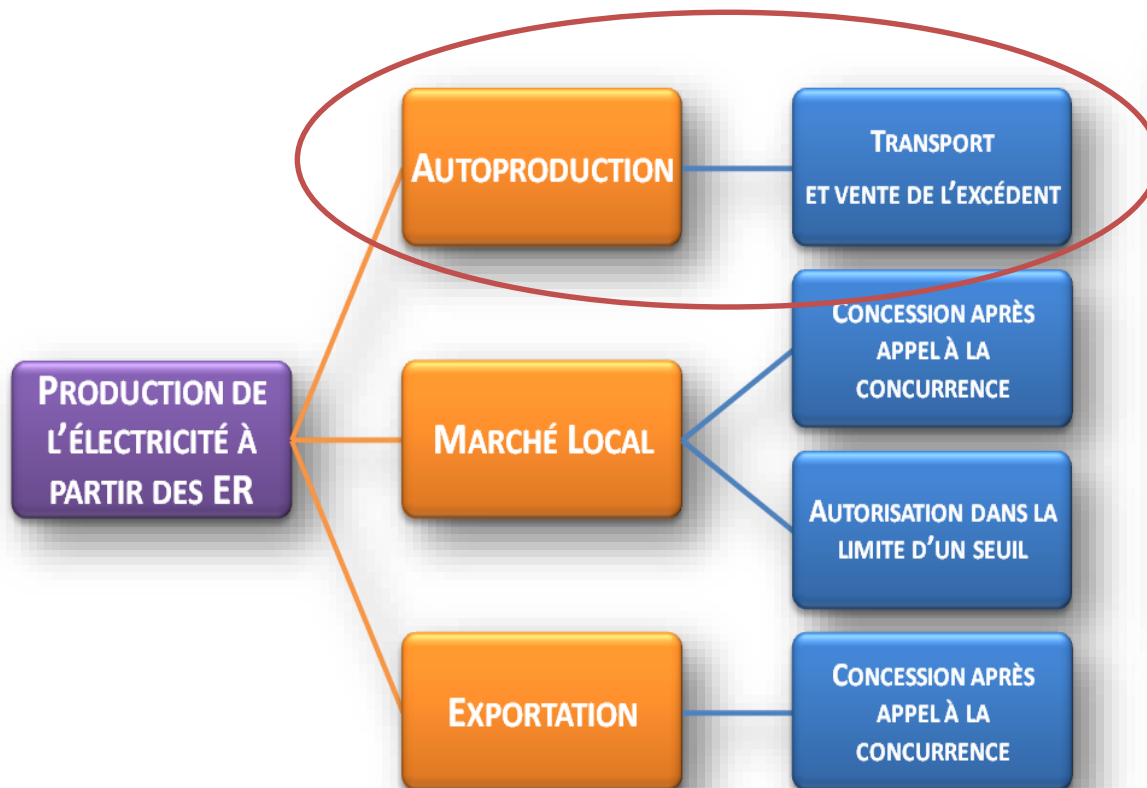 PRODUCTION DE
L'ÉLECTRICITÉ À
PARTIR DES ER
AUTOPRODUCTION
TRANSPORT
ET VENTE DE L'EXCÉDENT
MARCHÉ LOCAL
CONCESSION APRÈS
APPEL À LA
CONCURRENCE
AUTORISATION DANS LA
LIMITE D'UN SEUIL
EXPORTATION
CONCESSION APRÈS
APPEL À LA
CONCURRENCE